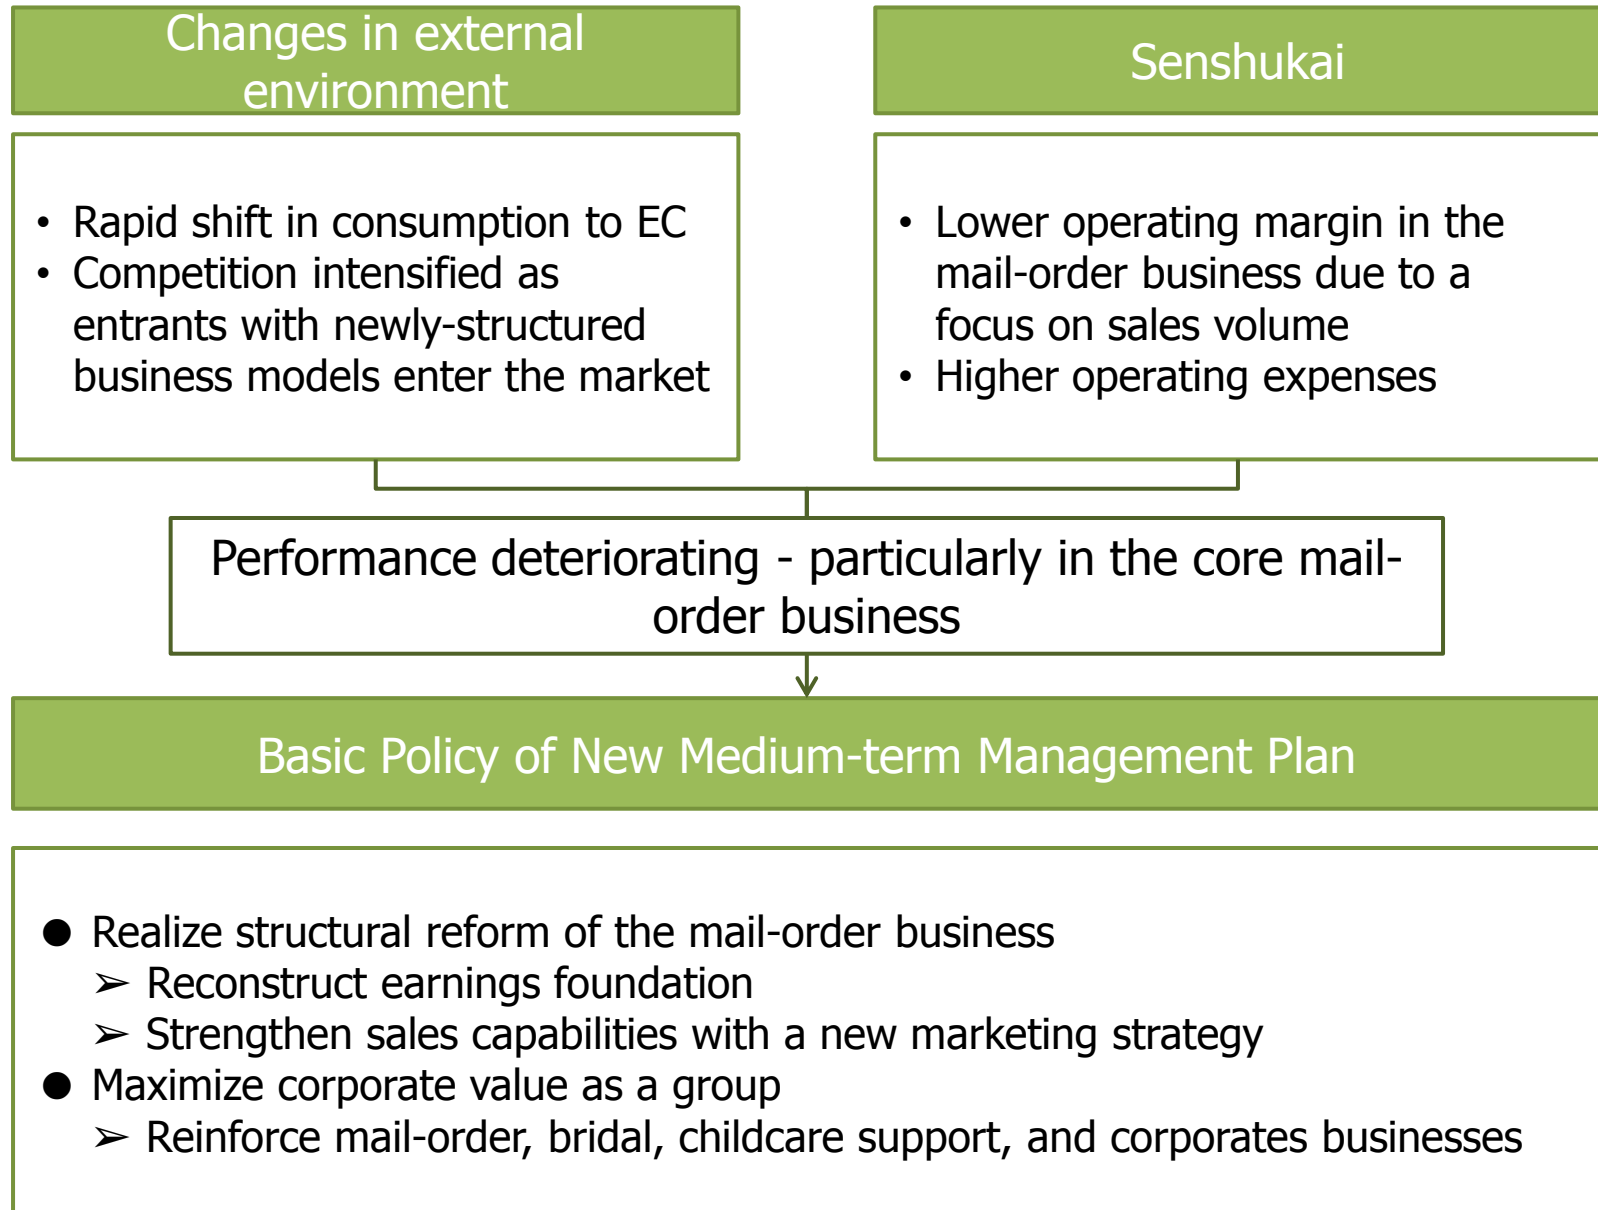 Changes in external
environment
Senshukai
• Rapid shift in consumption to EC
• Competition intensified as
entrants with newly-structured
business models enter the market
• Lower operating margin in the
mail-order business due to a
focus on sales volume
• Higher operating expenses
Performance deteriorating - particularly in the core mail-
order business
Basic Policy of New Medium-term Management Plan
● Realize structural reform of the mail-order business
➢ Reconstruct earnings foundation
➢ Strengthen sales capabilities with a new marketing strategy
● Maximize corporate value as a group
➢ Reinforce mail-order, bridal, childcare support, and corporates businesses